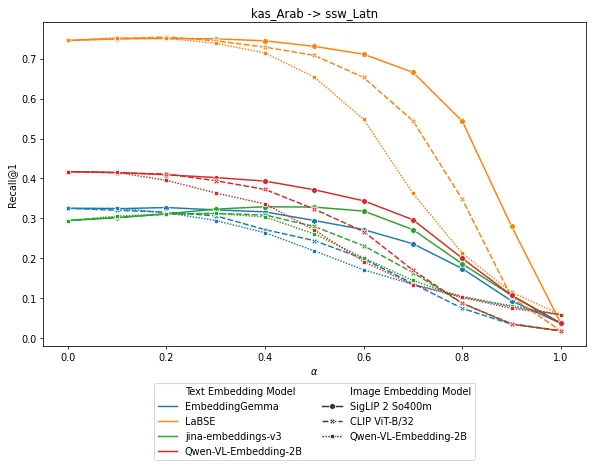 kas_Arab -> ssw_Latn
Recall@1
0.7
0.6
0.5
0.4
0.3
0.2
0.1
0.0
0.0 0.2 0.4 0.6 0.8 1.0
α
Text Embedding Model Image Embedding Model
EmbeddingGemma SigLIP 2 So400m
LaBSE CLIP ViT-B/32
jina-embeddings-v3 Qwen-VL-Embedding-2B
Qwen-VL-Embedding-2B